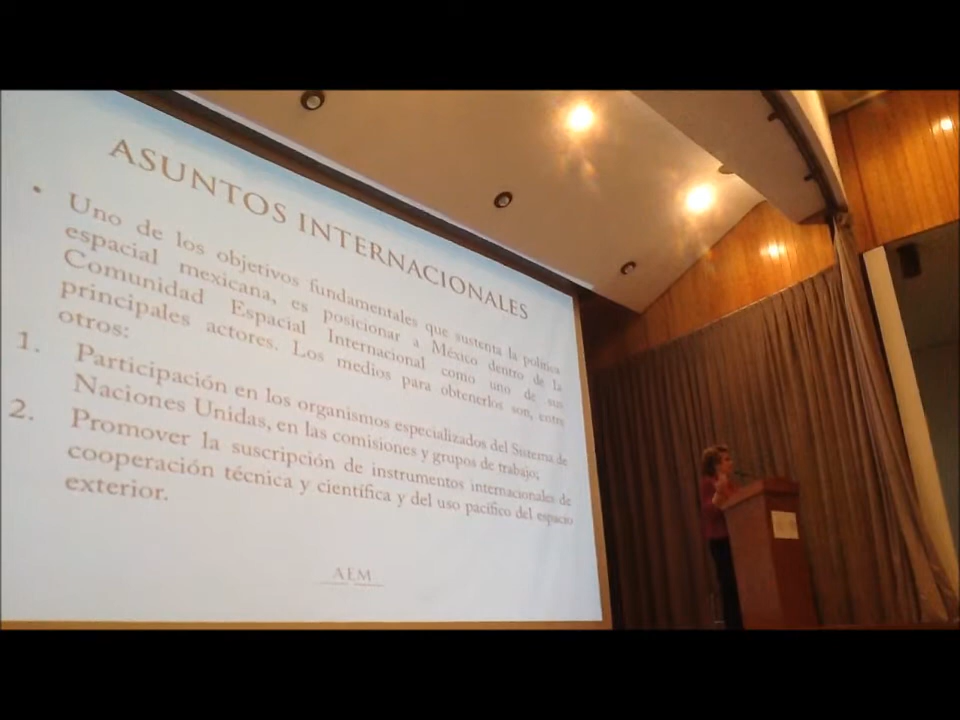 ASUNTOS INTERNACIONALES
• Uno de los objetivos fundamentales que sustenta la política
espacial mexicana, es posicionar a México dentro de la
Comunidad Espacial Internacional como uno de sus
principales actores. Los medios para obtenerlos son, entre
otros:
1. Participación en los organismos especializados del Sistema de
Naciones Unidas, en las comisiones y grupos de trabajo;
2. Promover la suscripción de instrumentos internacionales de
cooperación técnica y científica y del uso pacífico del espacio
exterior.
AEM